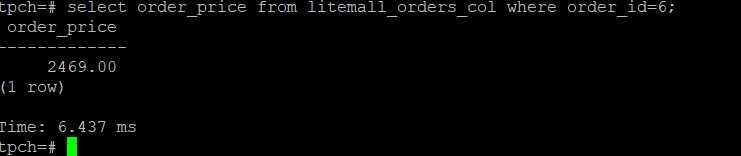 tpch=# select order_price from litemall_orders_col where order_id=6;
 order_price
-------------
     2469.00
(1 row)

Time: 6.437 ms
tpch=#